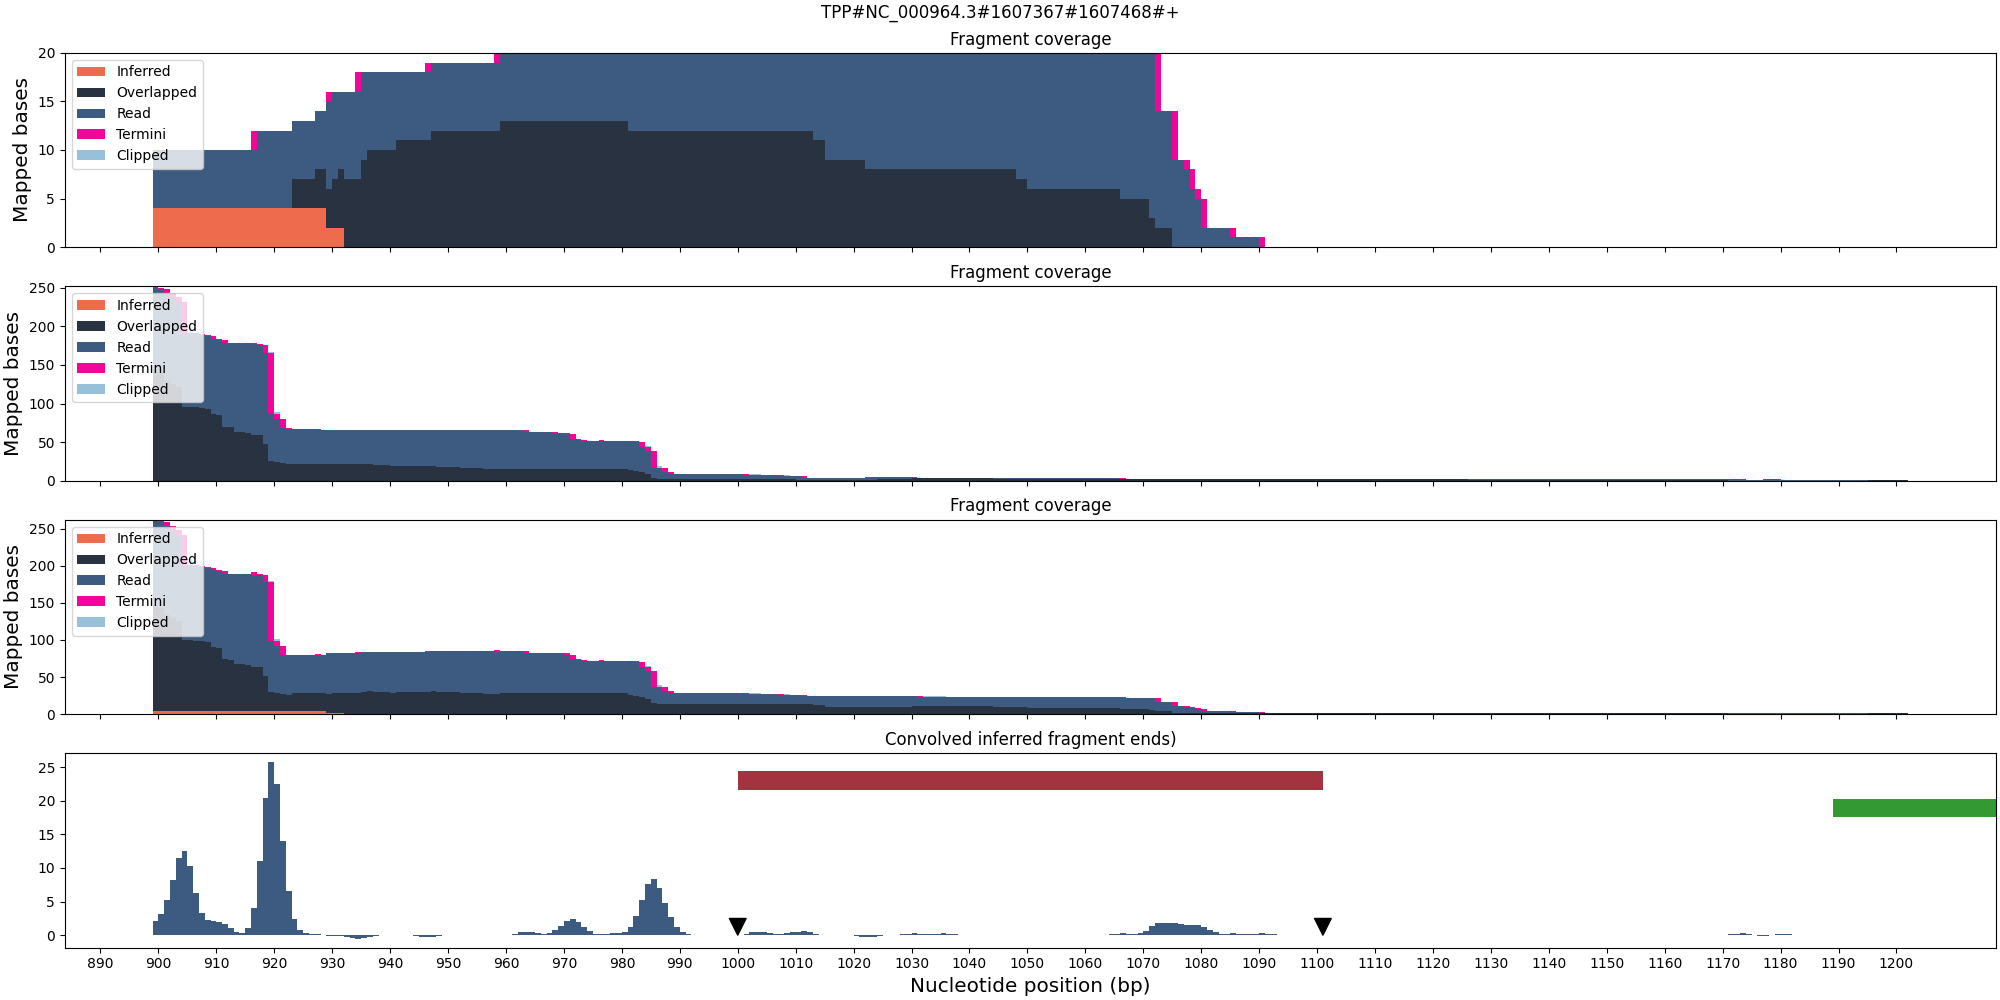 TPP#NC_000964.3#1607367#1607468#+
Fragment coverage
20
15
10
5
0
Mapped bases
Inferred
Overlapped
Read
Termini
Clipped
Fragment coverage
250
200
150
100
50
0
Mapped bases
Inferred
Overlapped
Read
Termini
Clipped
Fragment coverage
250
200
150
100
50
0
Mapped bases
Inferred
Overlapped
Read
Termini
Clipped
Convolved inferred fragment ends)
25
20
15
10
5
0
890 900 910 920 930 940 950 960 970 980 990 1000 1010 1020 1030 1040 1050 1060 1070 1080 1090 1100 1110 1120 1130 1140 1150 1160 1170 1180 1190 1200
Nucleotide position (bp)